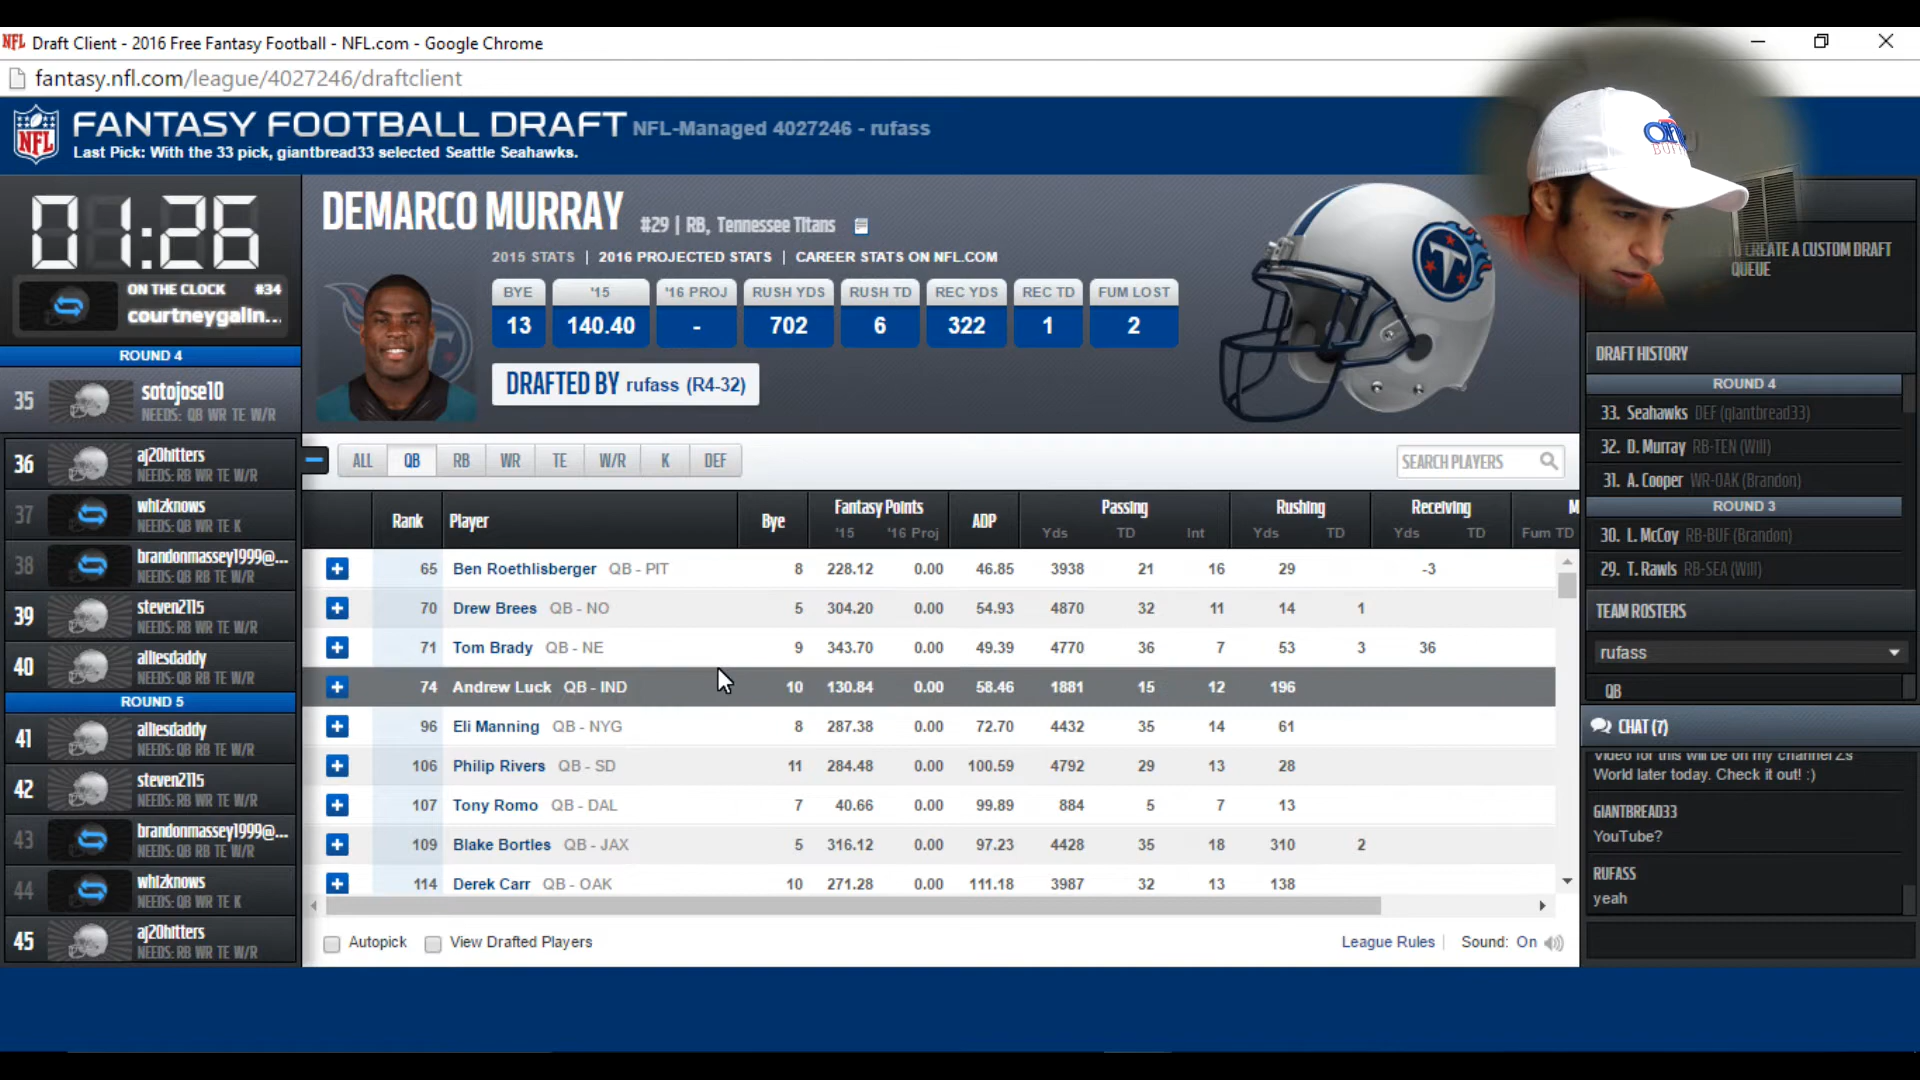 Draft Client - 2016 Free Fantasy Football - NFL.com - Google Chrome
fantasy.nfl.com/league/4027246/draftclient
NFL
FANTASY FOOTBALL DRAFT NFL-Managed 4027246 - rufass
Last Pick: With the 33 pick, giantbread33 selected Seattle Seahawks.
01:26
ON THE CLOCK #34
courtneygalin...
ROUND 4
35 sotojose10
NEEDS: QB WR TE W/R
36 aj20hitters
NEEDS: RB WR TE W/R
37 whizknows
NEEDS: QB WR TE K
38 brandonmassey1999@...
NEEDS: QB RB TE W/R
39 steven2115
NEEDS: RB WR TE W/R
40 alliesdaddy
NEEDS: QB RB TE W/R
ROUND 5
41 alliesdaddy
NEEDS: QB RB TE W/R
42 steven2115
NEEDS: RB WR TE W/R
43 brandonmassey1999@...
NEEDS: QB RB TE W/R
44 whizknows
NEEDS: QB WR TE K
45 aj20hitters
NEEDS: RB WR TE W/R
DEMARCO MURRAY #29 | RB, Tennessee Titans
2015 STATS | 2016 PROJECTED STATS | CAREER STATS ON NFL.COM
BYE '15 '16 PROJ RUSH YDS RUSH TD REC YDS REC TD FUM LOST
13 140.40 - 702 6 322 1 2
DRAFTED BY rufass (R4-32)
ALL QB RB WR TE W/R K DEF
SEARCH PLAYERS
Rank Player Bye Fantasy Points ADP Passing Rushing Receiving M
'15 '16 Proj Yds TD Int Yds TD Yds TD Fum TD
65 Ben Roethlisberger QB - PIT 8 228.12 0.00 46.85 3938 21 16 29 -3
70 Drew Brees QB - NO 5 304.20 0.00 54.93 4870 32 11 14 1
71 Tom Brady QB - NE 9 343.70 0.00 49.39 4770 36 7 53 3 36
74 Andrew Luck QB - IND 10 130.84 0.00 58.46 1881 15 12 196
96 Eli Manning QB - NYG 8 287.38 0.00 72.70 4432 35 14 61
106 Philip Rivers QB - SD 11 284.48 0.00 100.59 4792 29 13 28
107 Tony Romo QB - DAL 7 40.66 0.00 99.89 884 5 7 13
109 Blake Bortles QB - JAX 5 316.12 0.00 97.23 4428 35 18 310 2
114 Derek Carr QB - OAK 10 271.28 0.00 111.18 3987 32 13 138
Autopick View Drafted Players
League Rules | Sound: On
TO CREATE A CUSTOM DRAFT
QUEUE
DRAFT HISTORY
ROUND 4
33. Seahawks DEF (giantbread33)
32. D. Murray RB-TEN (Will)
31. A. Cooper WR-OAK (Brandon)
ROUND 3
30. L. McCoy RB-BUF (Brandon)
29. T. Rawls RB-SEA (Will)
TEAM ROSTERS
rufass
QB
CHAT (7)
Video for this will be on my channel Z's
World later today. Check it out! :)
GIANTBREAD33
YouTube?
RUFASS
yeah